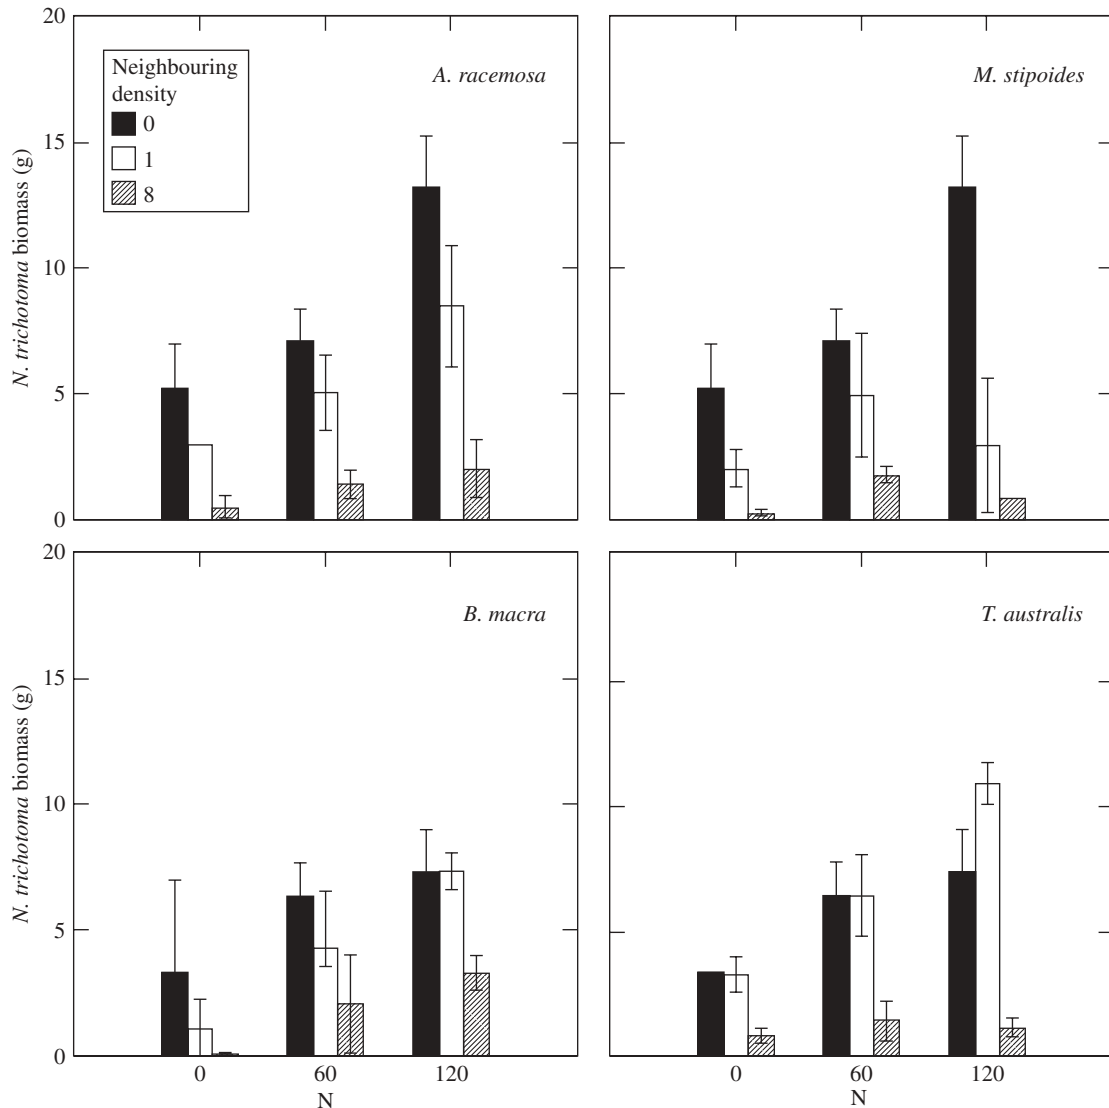 20
15
10
5
0
N. trichotoma biomass (g)
Neighbouring
density
0
1
8
A. racemosa
M. stipoides
20
15
10
5
0
N. trichotoma biomass (g)
B. macra
T. australis
0
60
120
N
0
60
120
N